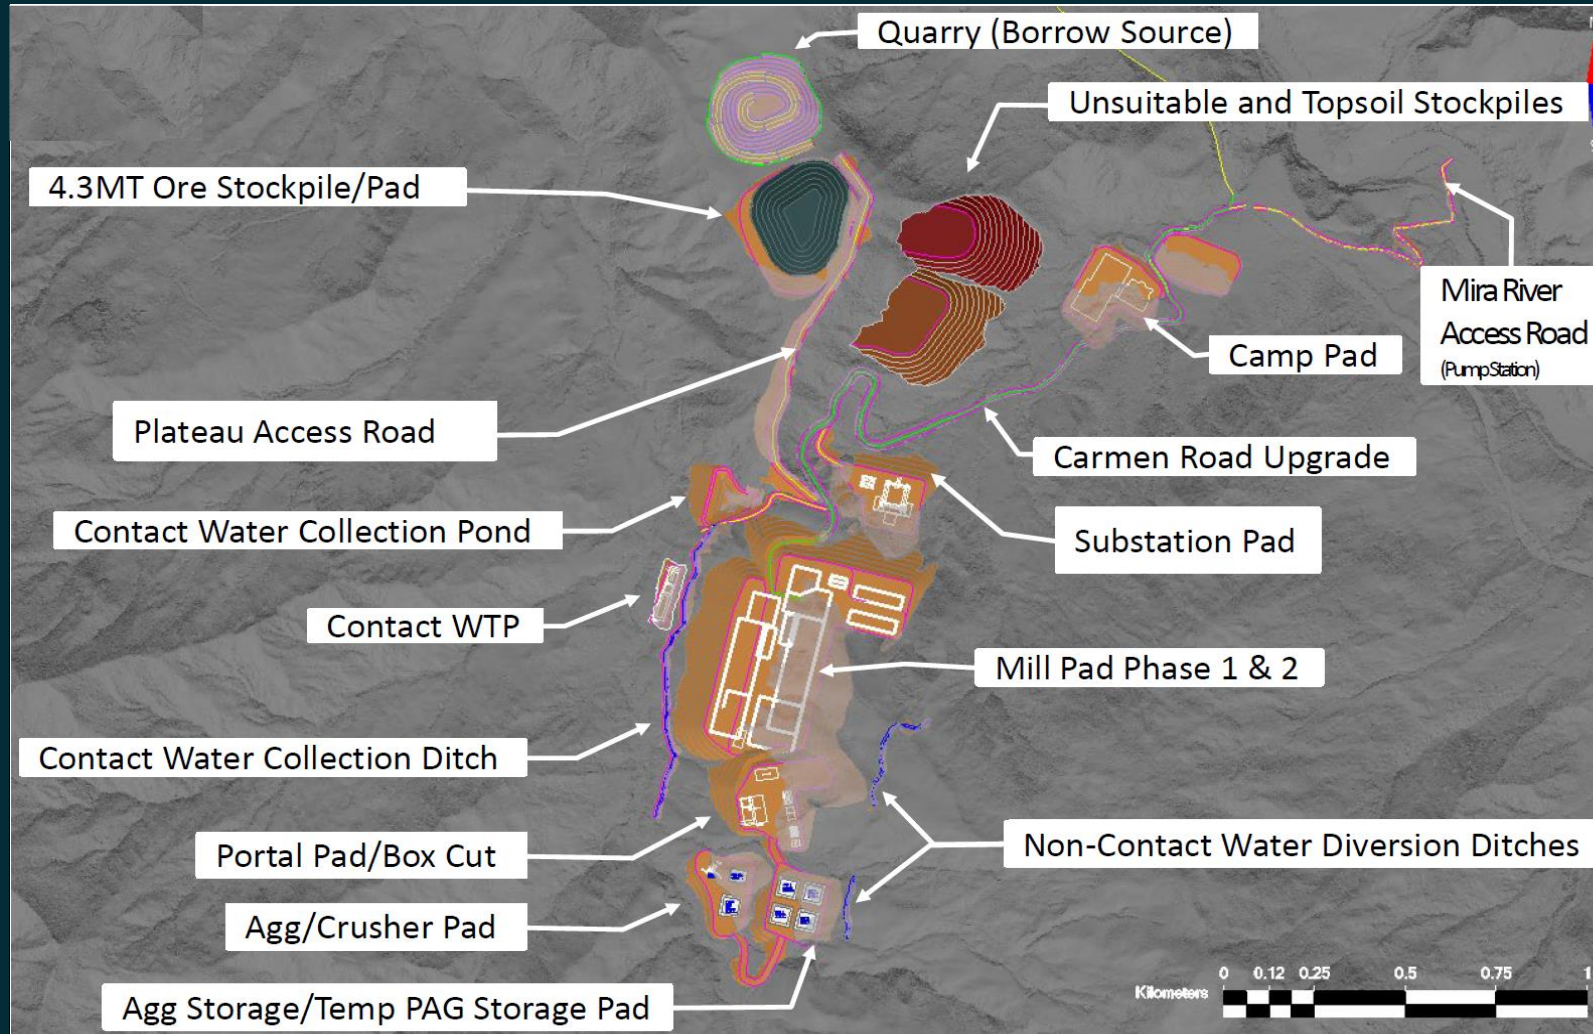 Quarry (Borrow Source)
Unsuitable and Topsoil Stockpiles
4.3MT Ore Stockpile/Pad
Mira River
Access Road
(Pump Station)
Camp Pad
Plateau Access Road
Carmen Road Upgrade
Contact Water Collection Pond
Substation Pad
Contact WTP
Mill Pad Phase 1 & 2
Contact Water Collection Ditch
Non-Contact Water Diversion Ditches
Portal Pad/Box Cut
Agg/Crusher Pad
Agg Storage/Temp PAG Storage Pad
0 0.12 0.25 0.5 0.75 1
Kilometers